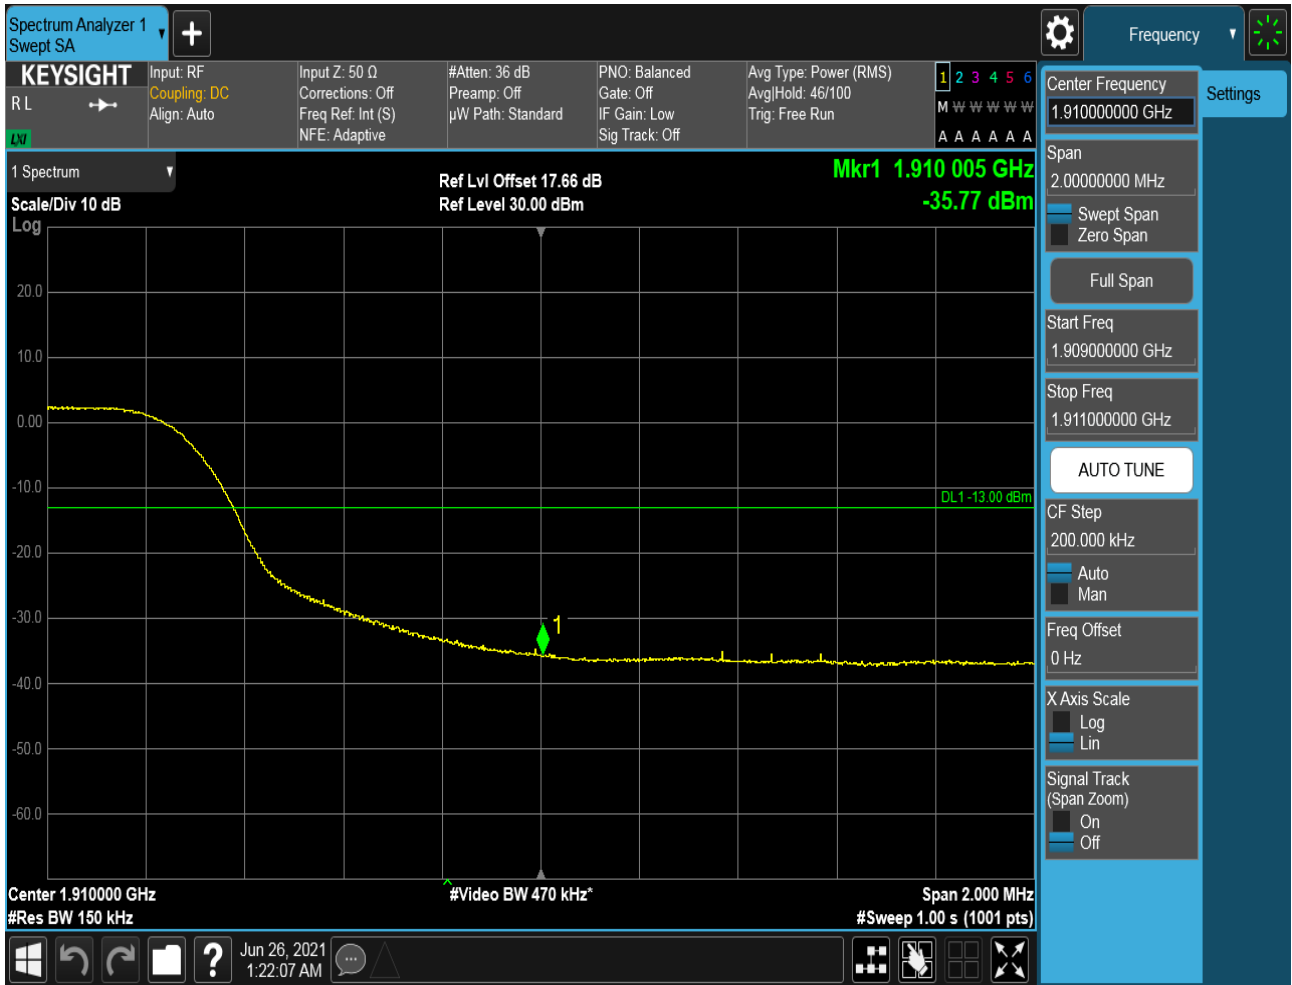 Spectrum Analyzer 1
Swept SA
Frequency
KEYSIGHT
R L
LXI
Input: RF
Coupling: DC
Align: Auto
Input Z: 50 Ω
Corrections: Off
Freq Ref: Int (S)
NFE: Adaptive
#Atten: 36 dB
Preamp: Off
µW Path: Standard
PNO: Balanced
Gate: Off
IF Gain: Low
Sig Track: Off
Avg Type: Power (RMS)
Avg|Hold: 46/100
Trig: Free Run
1 2 3 4 5 6
M W W W W W
A A A A A A
1 Spectrum
Scale/Div 10 dB
Log
Ref Lvl Offset 17.66 dB
Ref Level 30.00 dBm
Mkr1 1.910 005 GHz
-35.77 dBm
20.0
10.0
0.00
-10.0
-20.0
-30.0
-40.0
-50.0
-60.0
DL1 -13.00 dBm
1
Center 1.910000 GHz
#Res BW 150 kHz
#Video BW 470 kHz*
Span 2.000 MHz
#Sweep 1.00 s (1001 pts)
Jun 26, 2021
1:22:07 AM
Center Frequency
1.910000000 GHz
Settings
Span
2.00000000 MHz
Swept Span
Zero Span
Full Span
Start Freq
1.909000000 GHz
Stop Freq
1.911000000 GHz
AUTO TUNE
CF Step
200.000 kHz
Auto
Man
Freq Offset
0 Hz
X Axis Scale
Log
Lin
Signal Track
(Span Zoom)
On
Off